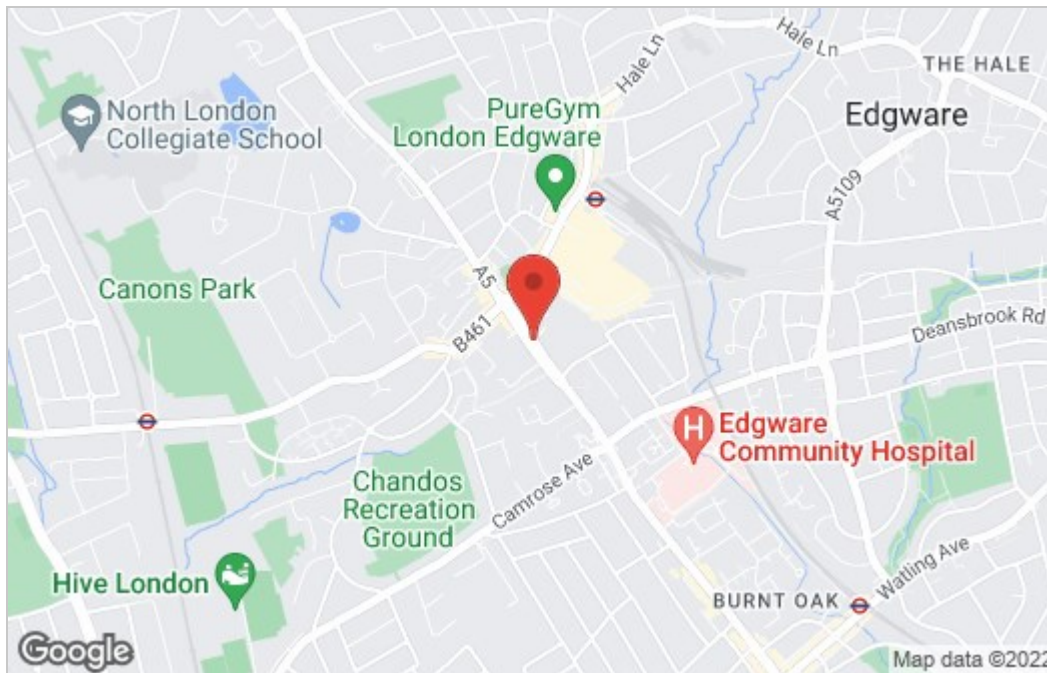 Hale Ln
THE HALE
Hale Ln
North London
Collegiate School
PureGym
London Edgware
Edgware
A5109
A5
Canons Park
B461
Deansbrook Rd
H
Edgware
Community Hospital
Chandos
Recreation
Ground
Camrose Ave
Hive London
Watling Ave
BURNT OAK
Google
Map data ©2022